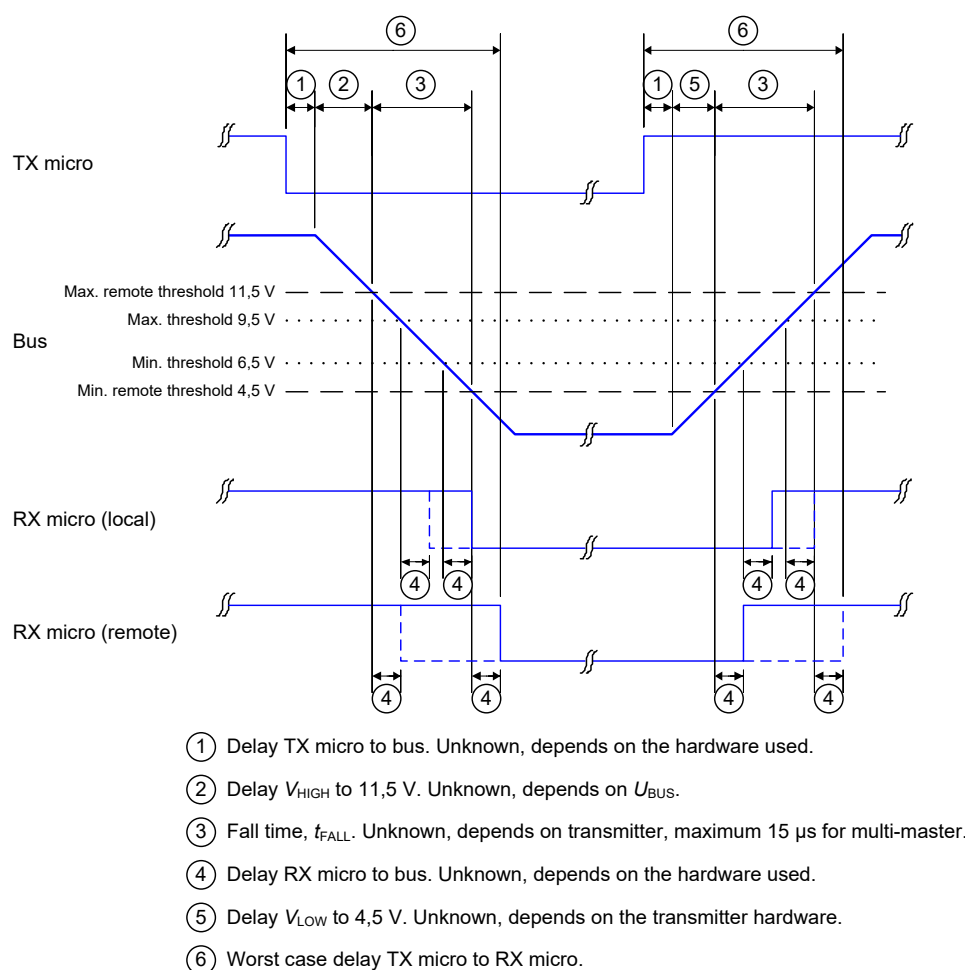 6 6
1 2 3 1 5 3
TX micro
Max. remote threshold 11,5 V
Max. threshold 9,5 V
Bus
Min. threshold 6,5 V
Min. remote threshold 4,5 V
RX micro (local)
4 4 4 4
RX micro (remote)
4 4 4 4
1 Delay TX micro to bus. Unknown, depends on the hardware used.
2 Delay VHIGH to 11,5 V. Unknown, depends on UBUS.
3 Fall time, tFALL. Unknown, depends on transmitter, maximum 15 µs for multi-master.
4 Delay RX micro to bus. Unknown, depends on the hardware used.
5 Delay VLOW to 4,5 V. Unknown, depends on the transmitter hardware.
6 Worst case delay TX micro to RX micro.